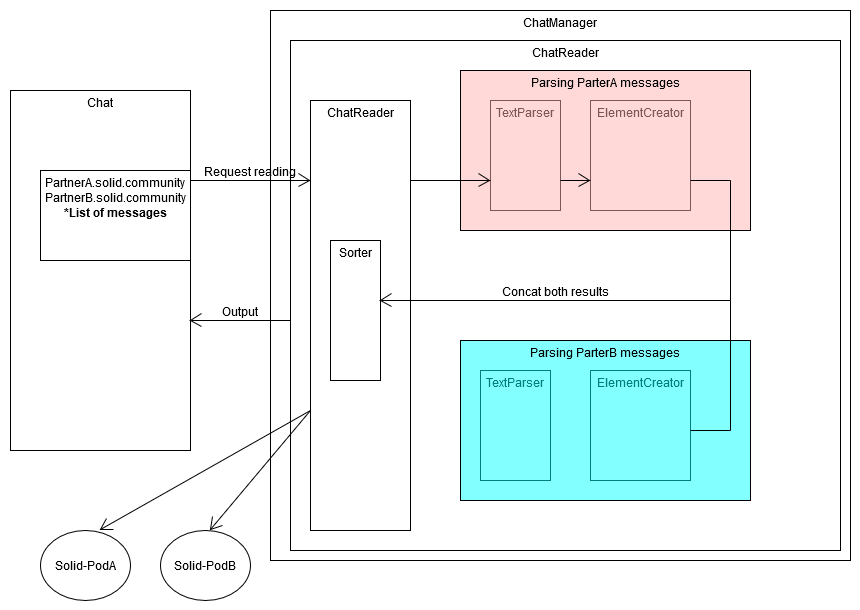 ChatManager
ChatReader
Chat
PartnerA.solid.community
PartnerB.solid.community
*List of messages
Request reading
ChatReader
Parsing ParterA messages
TextParser
ElementCreator
Sorter
Concat both results
Output
Parsing ParterB messages
TextParser
ElementCreator
Solid-PodA
Solid-PodB